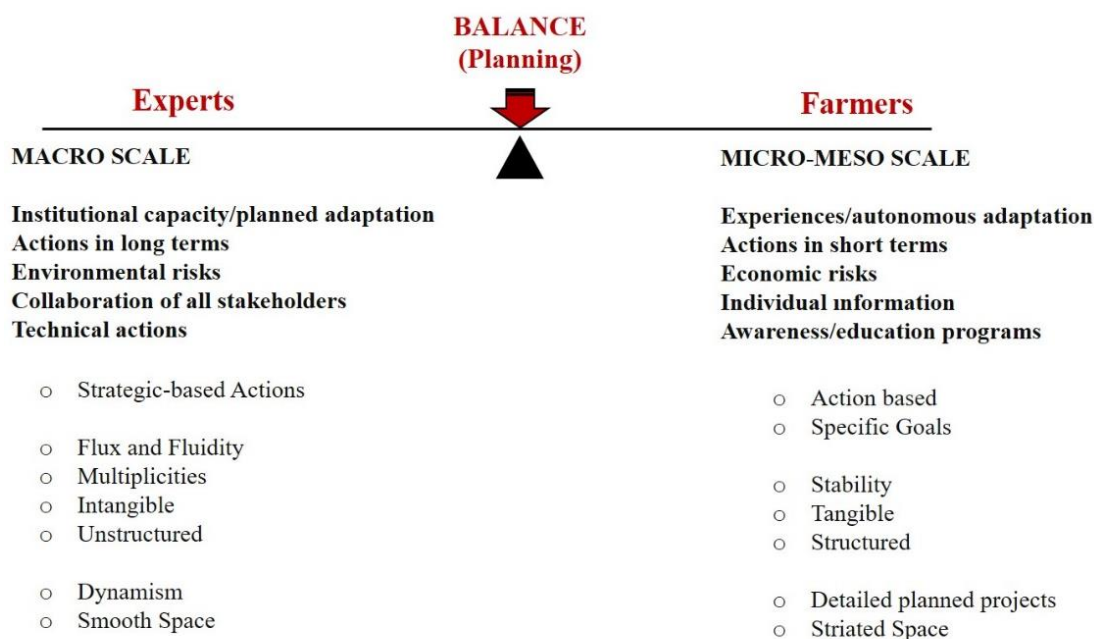 BALANCE
(Planning)
Experts
Farmers
MACRO SCALE
Institutional capacity/planned adaptation
Actions in long terms
Environmental risks
Collaboration of all stakeholders
Technical actions
o Strategic-based Actions
o Flux and Fluidity
o Multiplicities
o Intangible
o Unstructured
o Dynamism
o Smooth Space
MICRO-MESO SCALE
Experiences/autonomous adaptation
Actions in short terms
Economic risks
Individual ınformation
Awareness/education programs
o Action based
o Specific Goals
o Stability
o Tangible
o Structured
o Detailed planned projects
o Striated Space